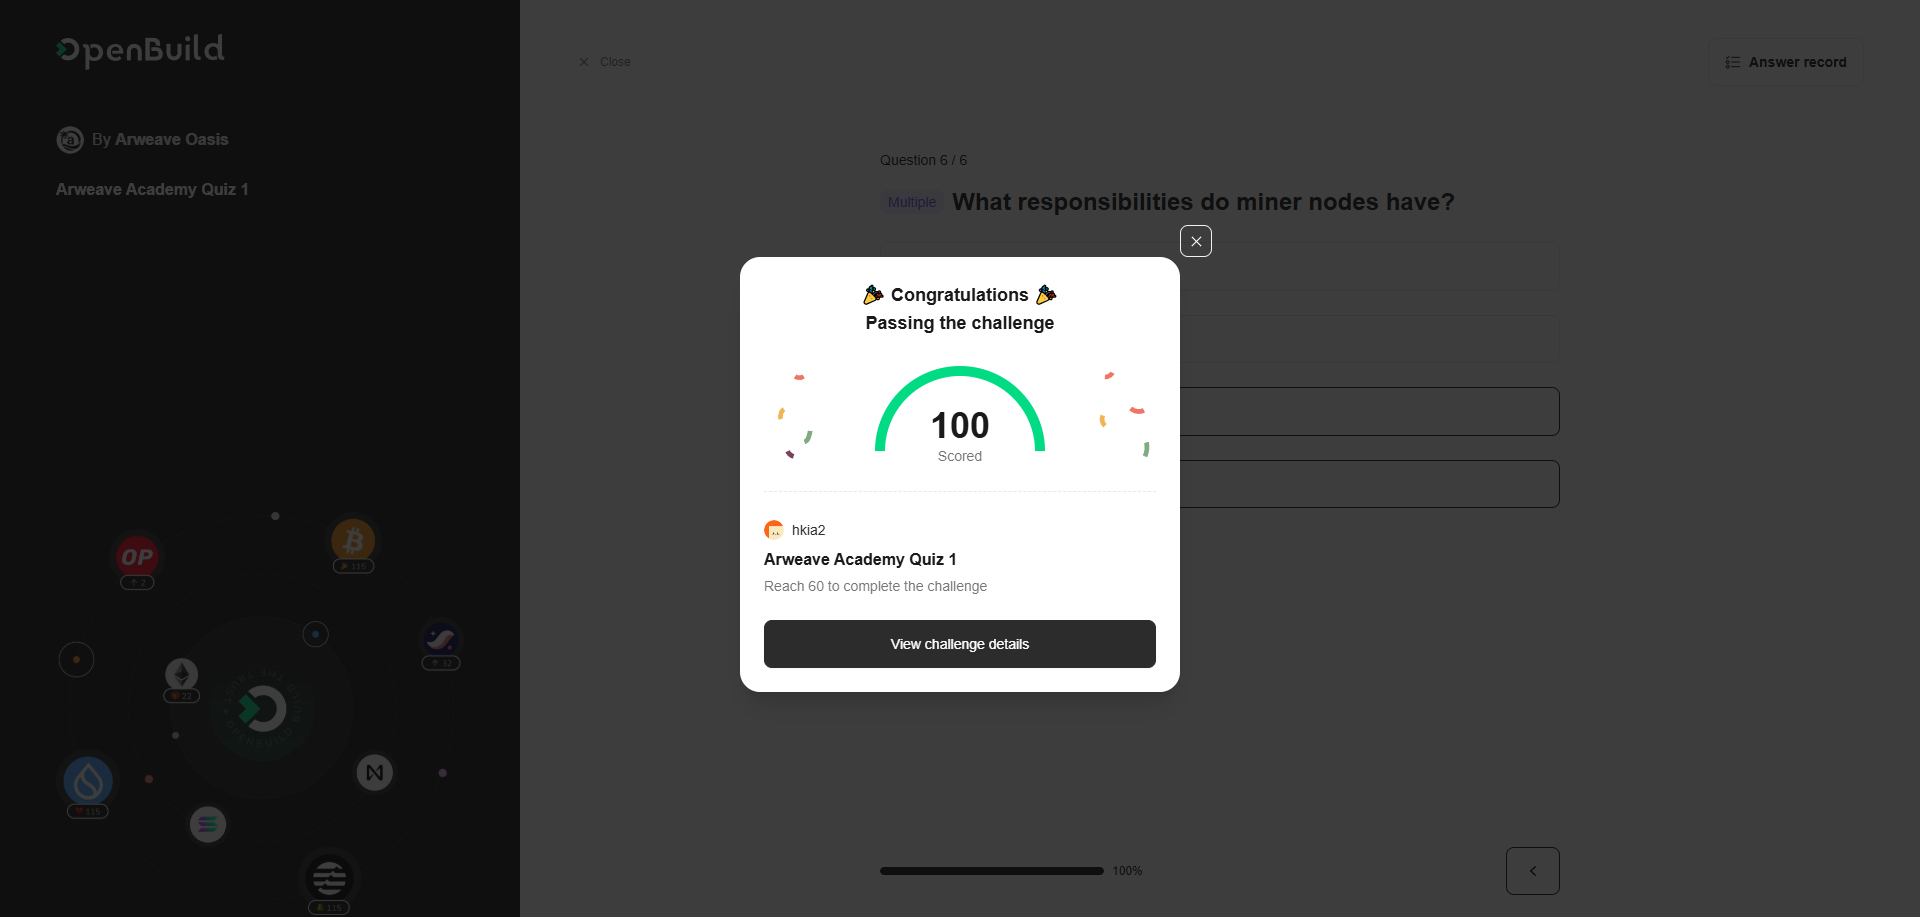 OpenBuild
By Arweave Oasis
Arweave Academy Quiz 1
OP
2
115
32
22
115
115
Close
Answer record
Question 6 / 6
Multiple What responsibilities do miner nodes have?
Congratulations
Passing the challenge
100
Scored
hkia2
Arweave Academy Quiz 1
Reach 60 to complete the challenge
View challenge details
100%